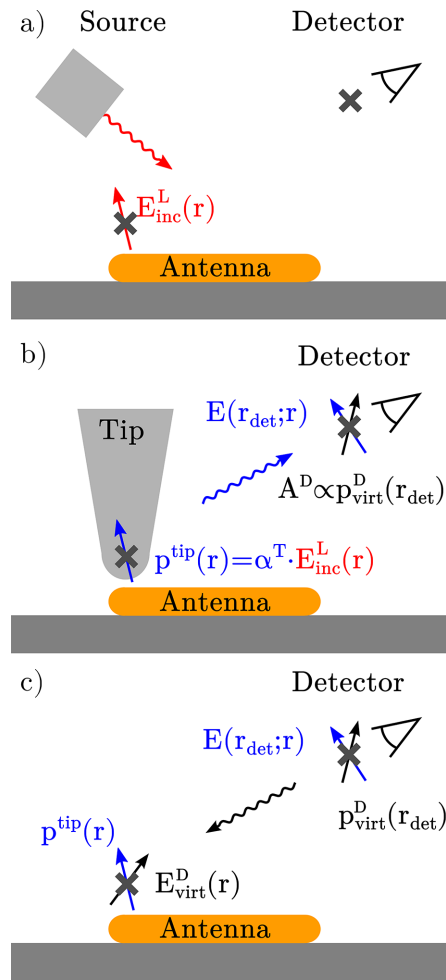 a) Source Detector
E^L_inc(r)
Antenna
b) Detector
Tip
E(r_det;r)
A^D∝p^D_virt(r_det)
p^tip(r)=α^T·E^L_inc(r)
Antenna
c) Detector
E(r_det;r)
p^D_virt(r_det)
p^tip(r)
E^D_virt(r)
Antenna